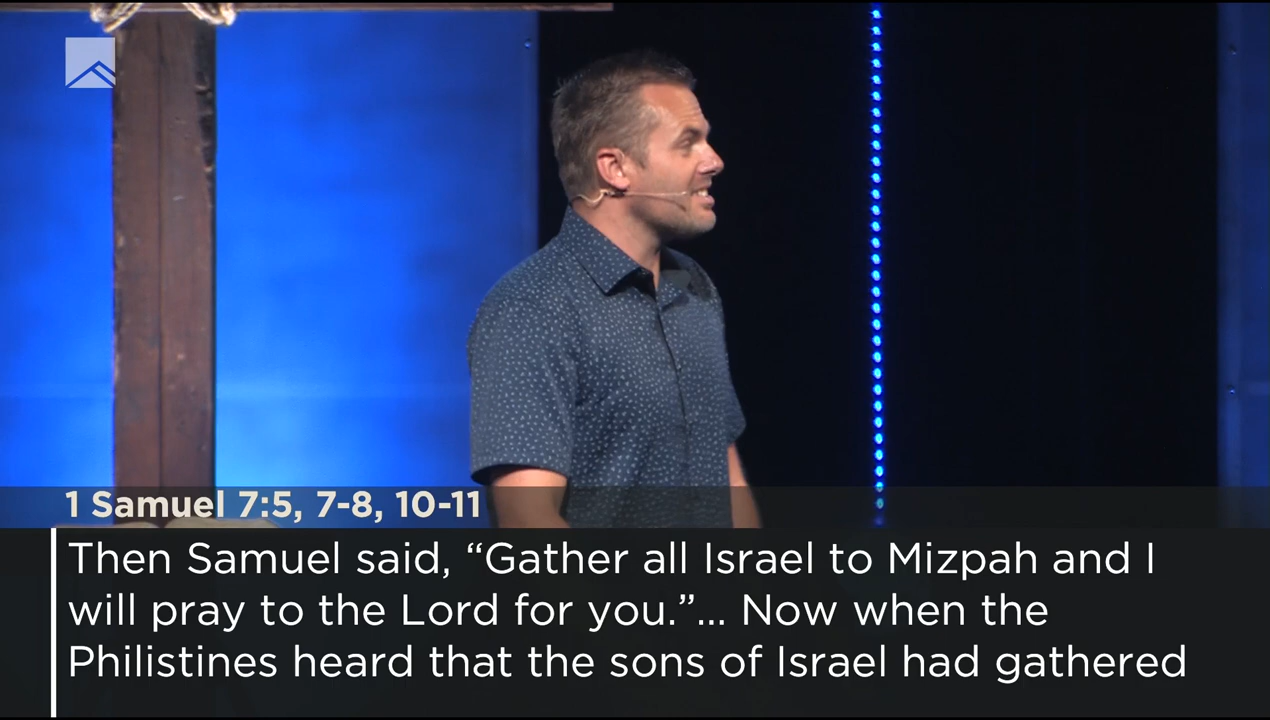 1 Samuel 7:5, 7-8, 10-11
Then Samuel said, “Gather all Israel to Mizpah and I
will pray to the Lord for you.”... Now when the
Philistines heard that the sons of Israel had gathered